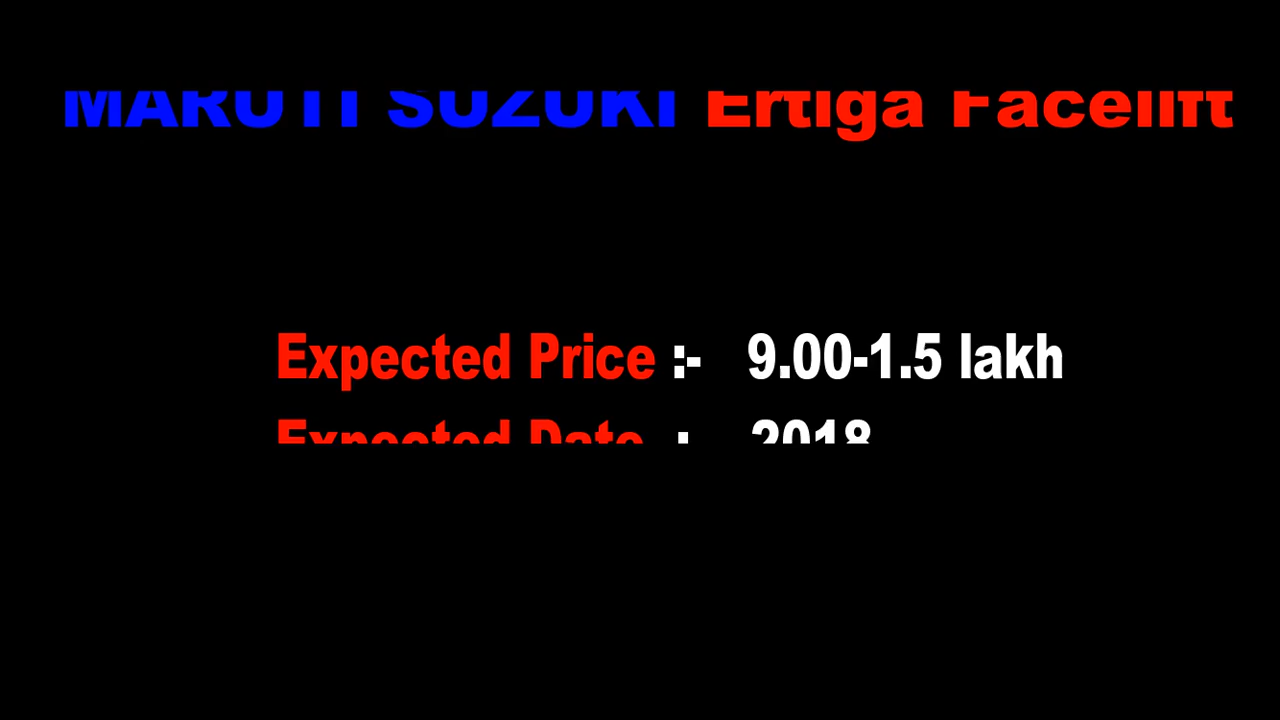 MARUTI SUZUKI Ertiga Facelift
Expected Price :- 9.00-1.5 lakh
Expected Date : 2018